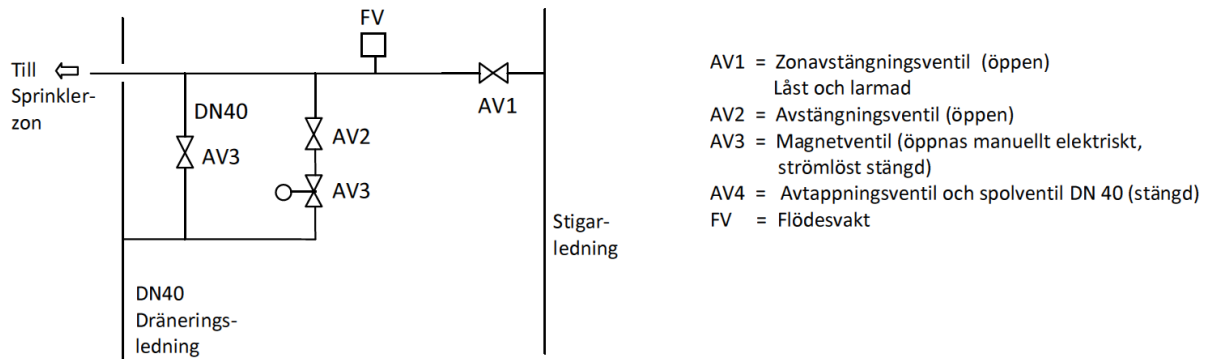 FV
Till
Sprinkler-
zon
AV1
DN40
AV2
AV3
AV3
Stigar-
ledning
DN40
Dränerings-
ledning
AV1 = Zonavstängningsventil (öppen)
Låst och larmad
AV2 = Avstängningsventil (öppen)
AV3 = Magnetventil (öppnas manuellt elektriskt,
strömlöst stängd)
AV4 = Avtappningsventil och spolventil DN 40 (stängd)
FV = Flödesvakt